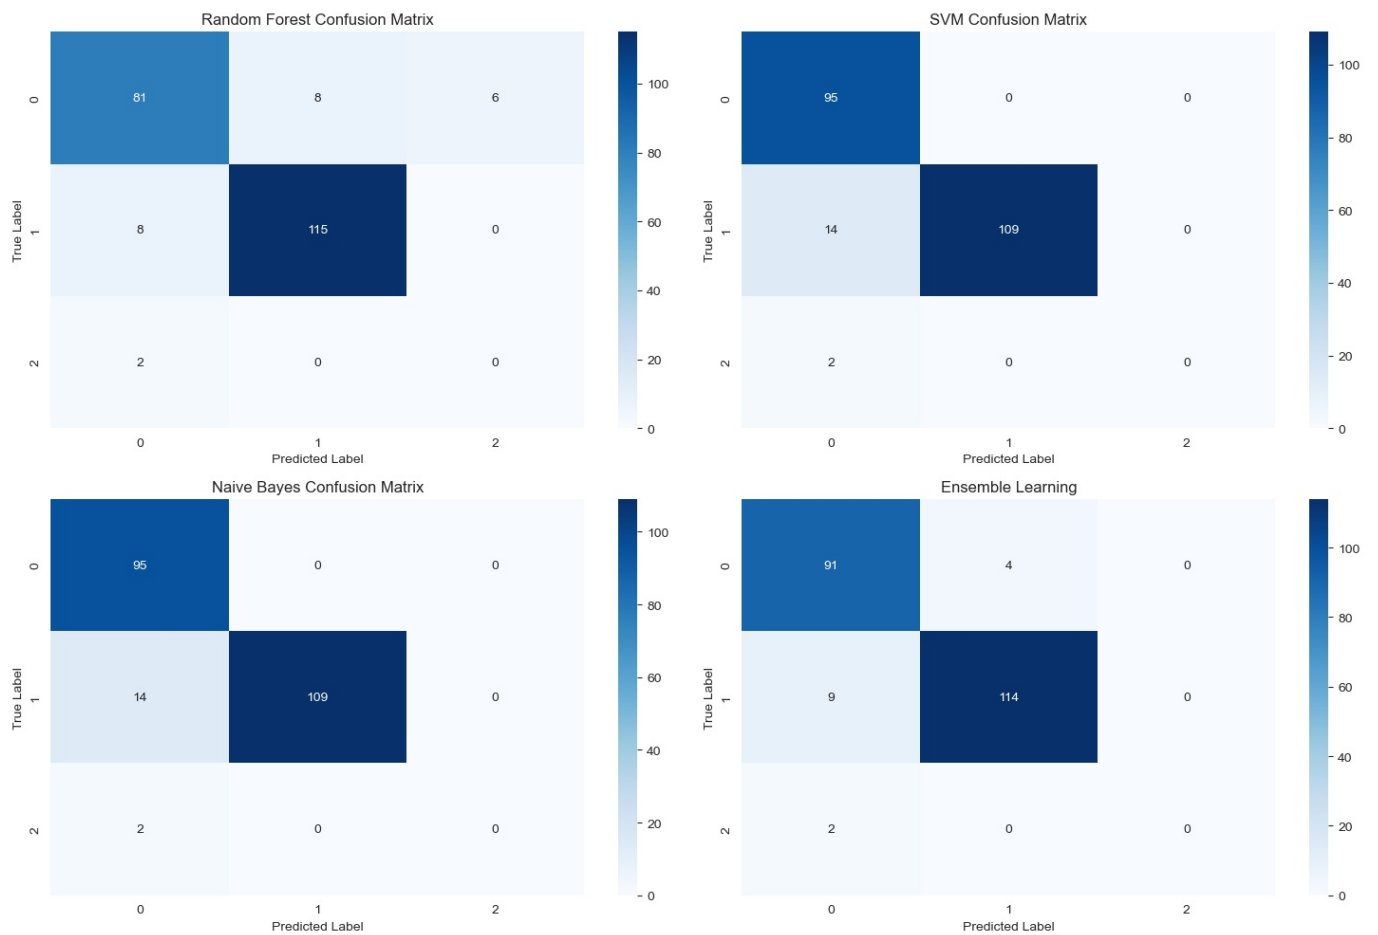 Random Forest Confusion Matrix
81 8 6
8 115 0
2 0 0
0 1 2
True Label
0 1 2
Predicted Label
100
80
60
40
20
0
SVM Confusion Matrix
95 0 0
14 109 0
2 0 0
0 1 2
True Label
0 1 2
Predicted Label
100
80
60
40
20
0
Naive Bayes Confusion Matrix
95 0 0
14 109 0
2 0 0
0 1 2
True Label
0 1 2
Predicted Label
100
80
60
40
20
0
Ensemble Learning
91 4 0
9 114 0
2 0 0
0 1 2
True Label
0 1 2
Predicted Label
100
80
60
40
20
0